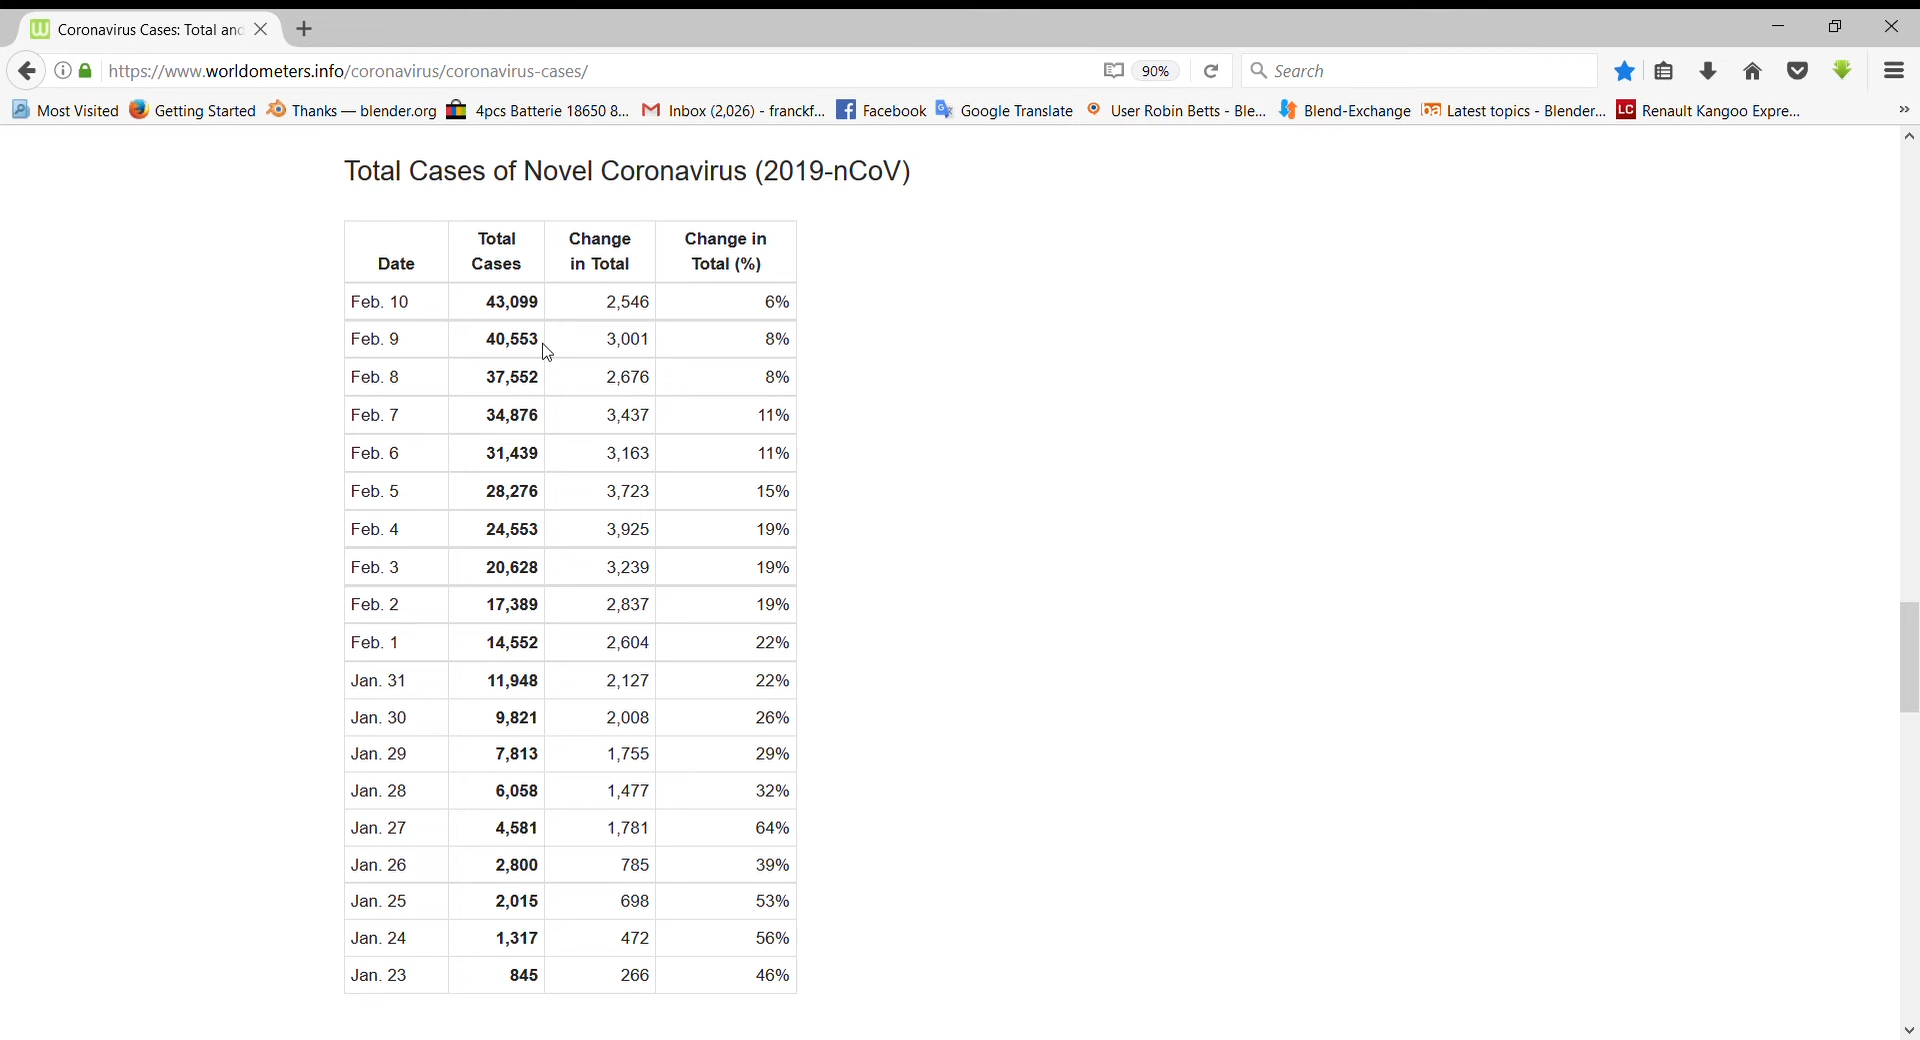 Coronavirus Cases: Total and
https://www.worldometers.info/coronavirus/coronavirus-cases/
90%
Search
Most Visited Getting Started Thanks — blender.org 4pcs Batterie 18650 8... Inbox (2,026) - franckf... Facebook Google Translate User Robin Betts - Ble... Blend-Exchange ba Latest topics - Blender... LC Renault Kangoo Expre... »
Total Cases of Novel Coronavirus (2019-nCoV)
Date Total Cases Change in Total Change in Total (%)
Feb. 10 43,099 2,546 6%
Feb. 9 40,553 3,001 8%
Feb. 8 37,552 2,676 8%
Feb. 7 34,876 3,437 11%
Feb. 6 31,439 3,163 11%
Feb. 5 28,276 3,723 15%
Feb. 4 24,553 3,925 19%
Feb. 3 20,628 3,239 19%
Feb. 2 17,389 2,837 19%
Feb. 1 14,552 2,604 22%
Jan. 31 11,948 2,127 22%
Jan. 30 9,821 2,008 26%
Jan. 29 7,813 1,755 29%
Jan. 28 6,058 1,477 32%
Jan. 27 4,581 1,781 64%
Jan. 26 2,800 785 39%
Jan. 25 2,015 698 53%
Jan. 24 1,317 472 56%
Jan. 23 845 266 46%